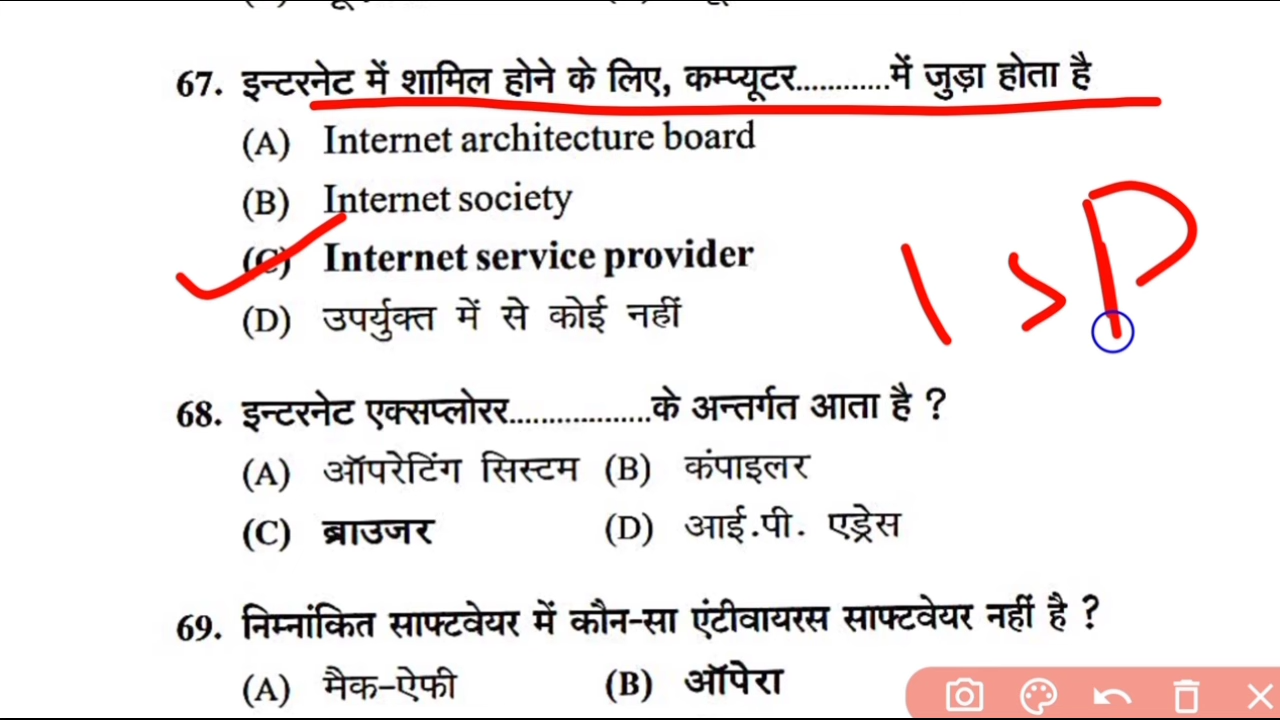 67. इन्टरनेट में शामिल होने के लिए, कम्प्यूटर............में जुड़ा होता है
(A) Internet architecture board
(B) Internet society
(C) Internet service provider
(D) उपर्युक्त में से कोई नहीं
ISP
68. इन्टरनेट एक्सप्लोरर..................के अन्तर्गत आता है ?
(A) ऑपरेटिंग सिस्टम (B) कंपाइलर
(C) ब्राउजर (D) आई.पी. एड्रेस
69. निम्नांकित साफ्टवेयर में कौन-सा एंटीवायरस साफ्टवेयर नहीं है ?
(A) मैक-ऐफी (B) ऑपेरा